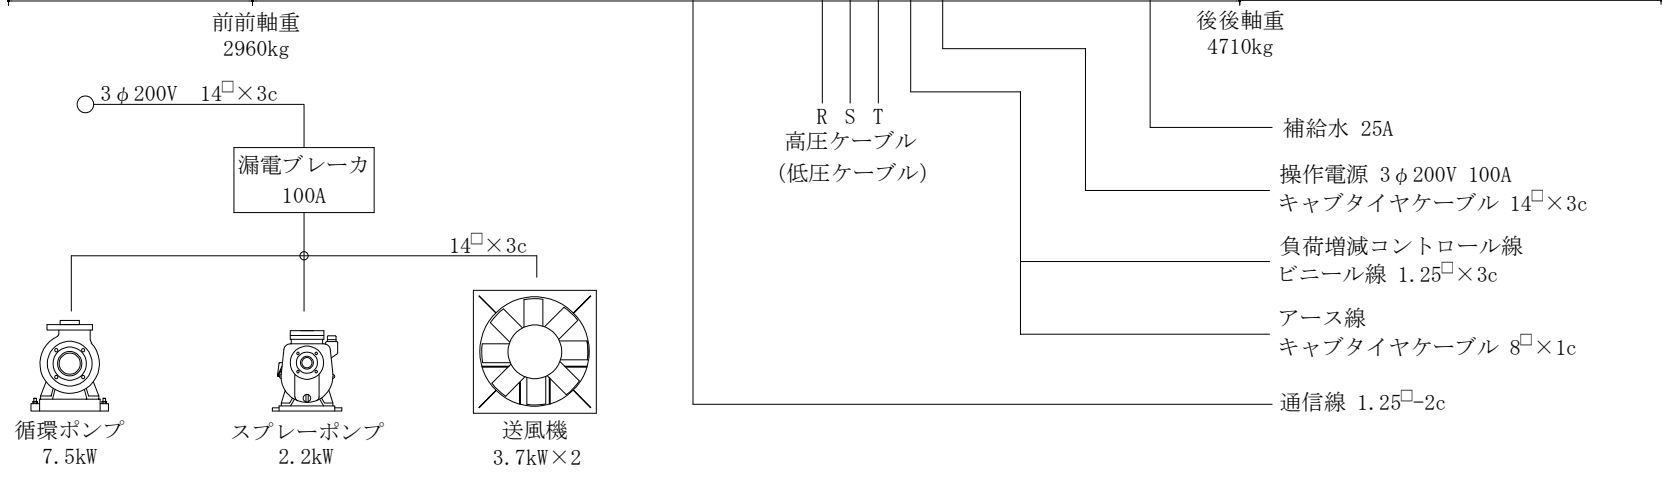 前前軸重
2960kg
後後軸重
4710kg
3φ200V 14□×3c
漏電ブレーカ
100A
14□×3c
循環ポンプ
7.5kW
スプレーポンプ
2.2kW
送風機
3.7kW×2
R S T
高圧ケーブル
(低圧ケーブル)
補給水 25A
操作電源 3φ200V 100A
キャブタイヤケーブル 14□×3c
負荷増減コントロール線
ビニール線 1.25□×3c
アース線
キャブタイヤケーブル 8□×1c
通信線 1.25□-2c